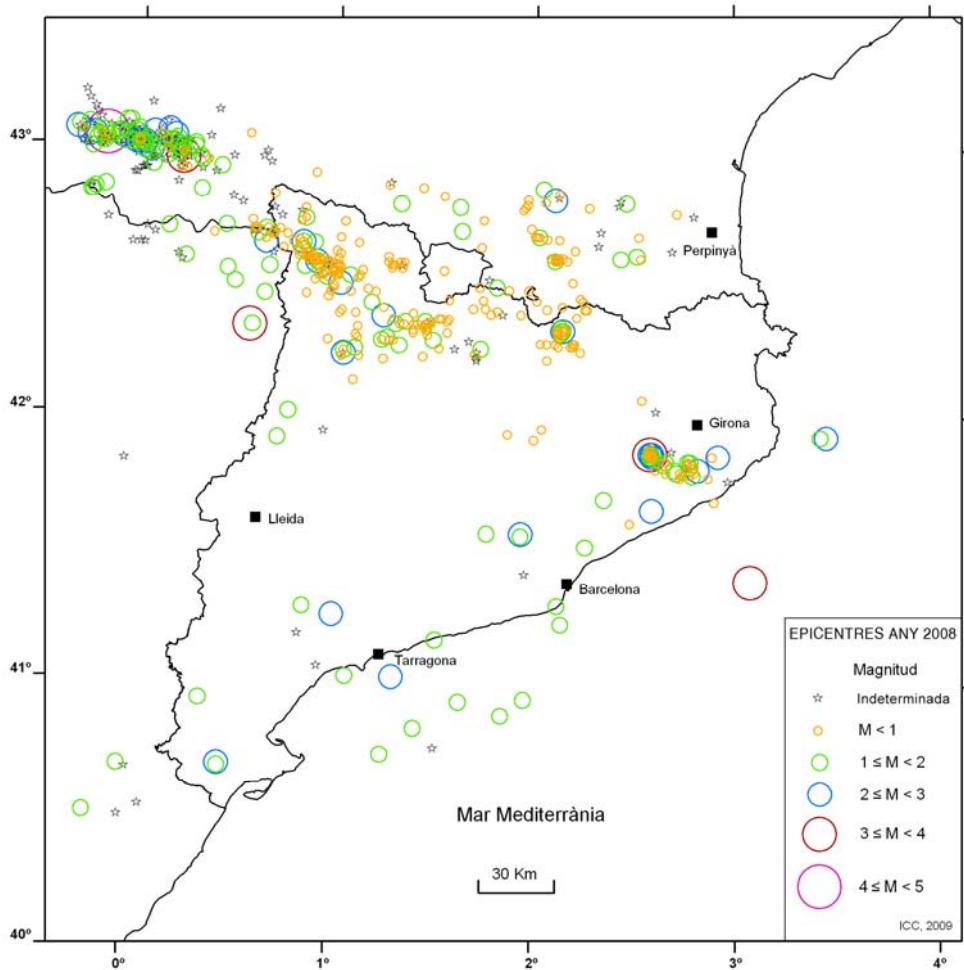 43º
42º
41º
40º
0º
1º
2º
3º
4º
Perpinyà
Girona
Lleida
Barcelona
Tarragona
Mar Mediterrània
30 Km
EPICENTRES ANY 2008
Magnitud
Indeterminada
M < 1
1 ≤ M < 2
2 ≤ M < 3
3 ≤ M < 4
4 ≤ M < 5
ICC, 2009